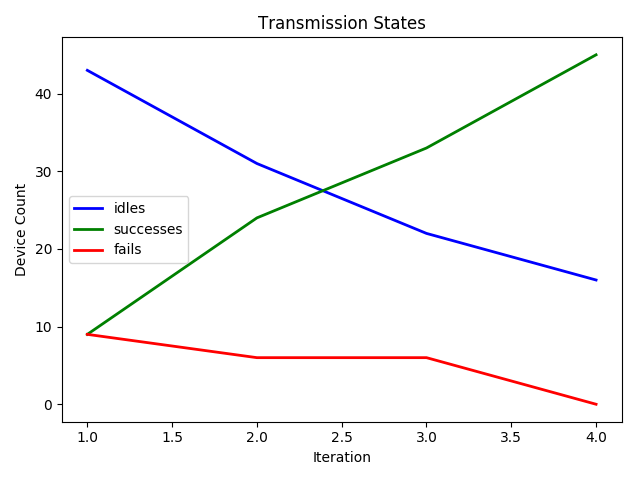 Transmission States
Device Count
40
30
20
10
0
idles
successes
fails
1.0 1.5 2.0 2.5 3.0 3.5 4.0
Iteration